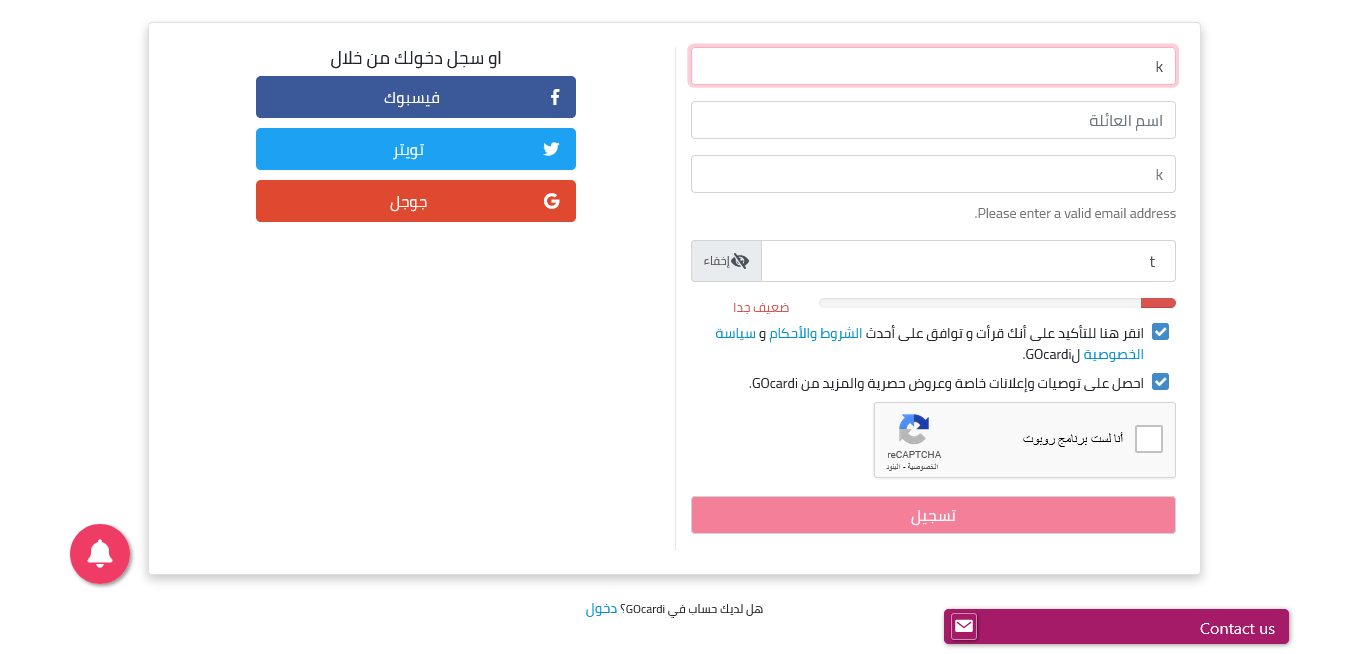 k
اسم العائلة
k
Please enter a valid email address.
t
إخفاء
ضعيف جدا
انقر هنا للتأكيد على أنك قرأت و توافق على أحدث الشروط والأحكام و سياسة
الخصوصية لGOcardi.
احصل على توصيات وإعلانات خاصة وعروض حصرية والمزيد من GOcardi.
أنا لست برنامج روبوت
reCAPTCHA
الخصوصية - البنود
تسجيل
او سجل دخولك من خلال
فيسبوك
تويتر
جوجل
هل لديك حساب في GOcardi؟ دخول
Contact us